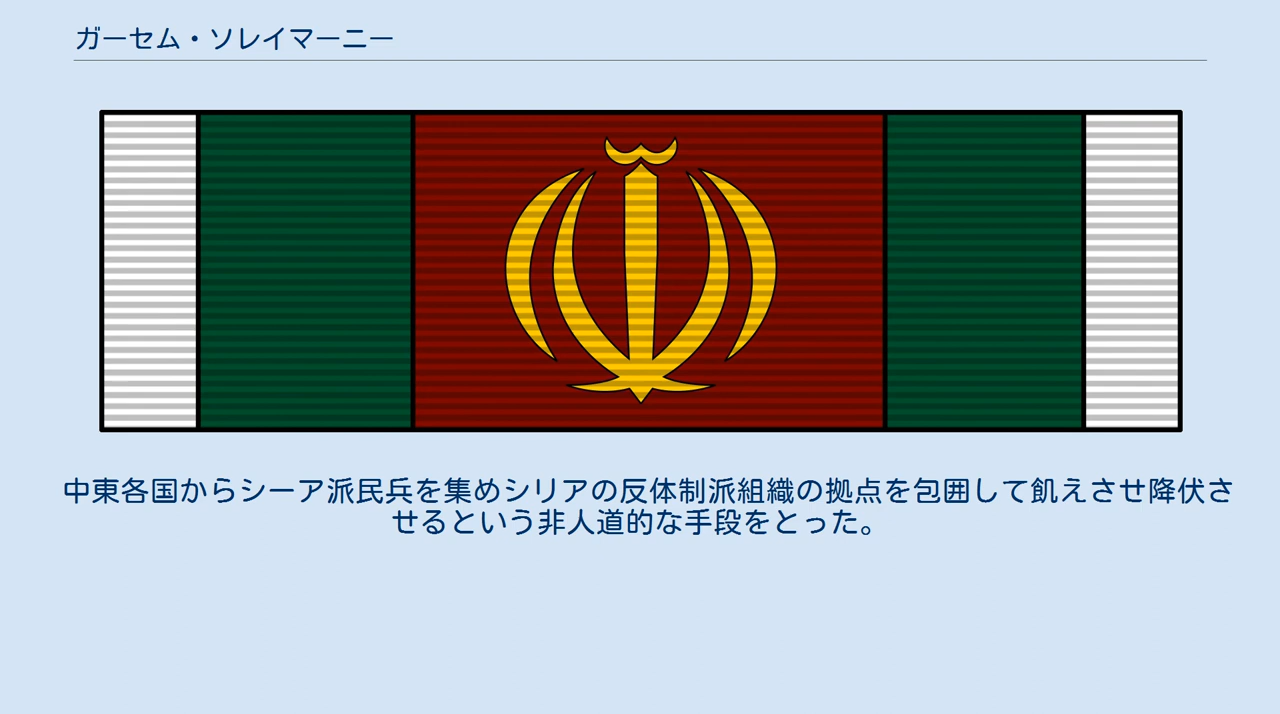 ガーセム・ソレイマーニー
中東各国からシーア派民兵を集めシリアの反体制派組織の拠点を包囲して飢えさせ降伏さ
せるという非人道的な手段をとった。